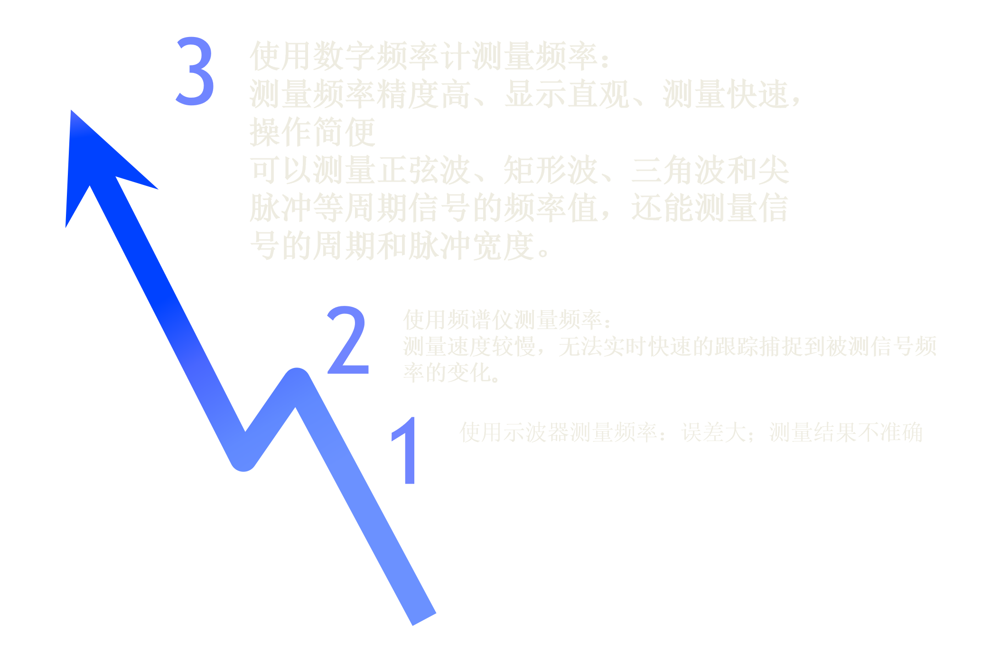 3
使用数字频率计测量频率：
测量频率精度高、显示直观、测量快速，
操作简便
可以测量正弦波、矩形波、三角波和尖
脉冲等周期信号的频率值，还能测量信
号的周期和脉冲宽度。
2
使用频谱仪测量频率：
测量速度较慢，无法实时快速的跟踪捕捉到被测信号频
率的变化。
1
使用示波器测量频率：误差大；测量结果不准确